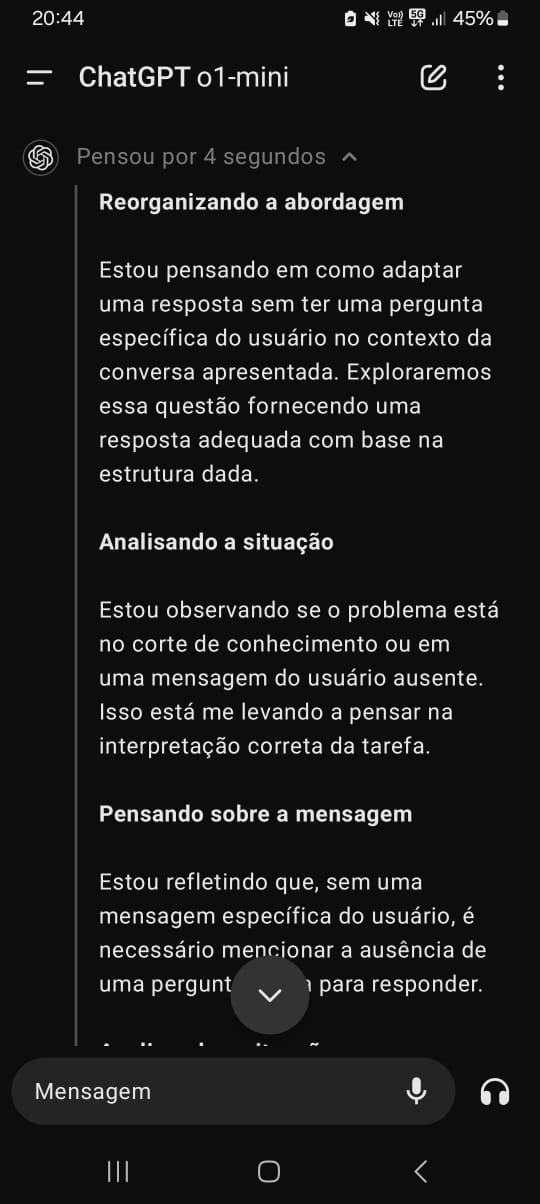 20:44
Vo))
LTE
5G
45%
ChatGPT o1-mini
Pensou por 4 segundos
Reorganizando a abordagem
Estou pensando em como adaptar
uma resposta sem ter uma pergunta
específica do usuário no contexto da
conversa apresentada. Exploraremos
essa questão fornecendo uma
resposta adequada com base na
estrutura dada.
Analisando a situação
Estou observando se o problema está
no corte de conhecimento ou em
uma mensagem do usuário ausente.
Isso está me levando a pensar na
interpretação correta da tarefa.
Pensando sobre a mensagem
Estou refletindo que, sem uma
mensagem específica do usuário, é
necessário mencionar a ausência de
uma para responder.
Mensagem